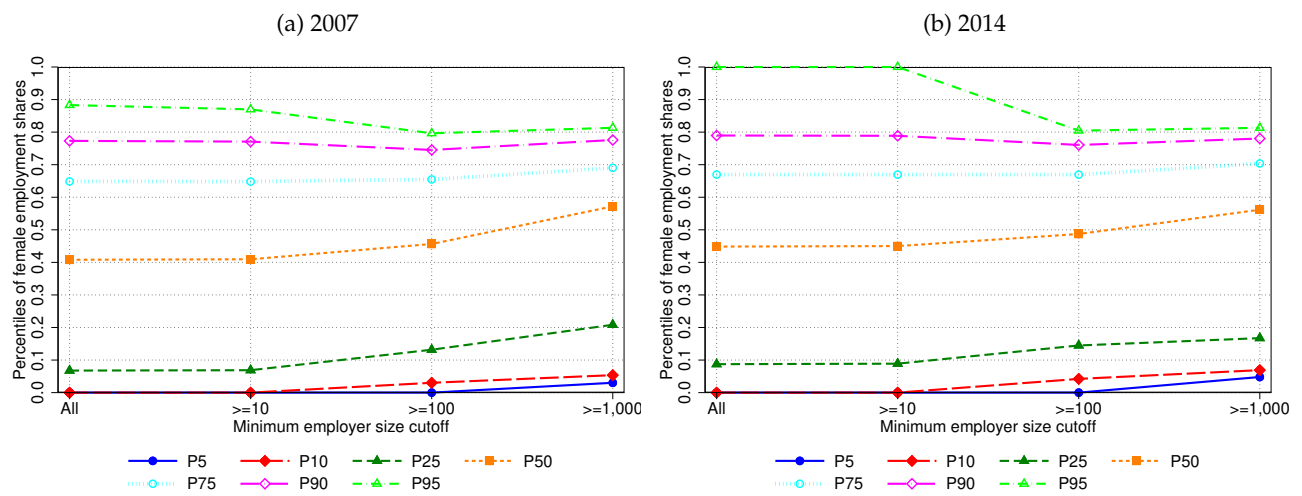 (a) 2007
Percentiles of female employment shares
1.0
0.9
0.8
0.7
0.6
0.5
0.4
0.3
0.2
0.1
0.0
All >=10 >=100 >=1,000
Minimum employer size cutoff
P5 P10 P25 P50
P75 P90 P95
(b) 2014
Percentiles of female employment shares
1.0
0.9
0.8
0.7
0.6
0.5
0.4
0.3
0.2
0.1
0.0
All >=10 >=100 >=1,000
Minimum employer size cutoff
P5 P10 P25 P50
P75 P90 P95